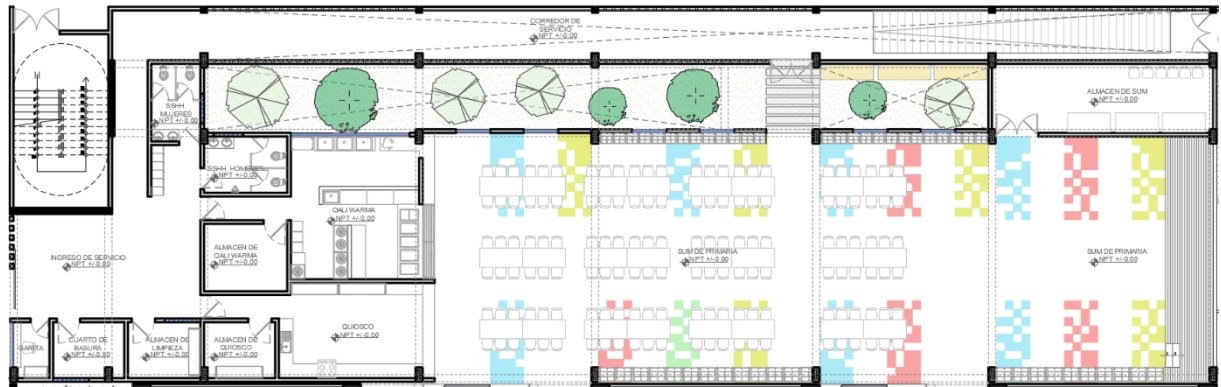 CORREDOR DE
SERVICIO
NPT +/-0.00
SSHH.
MUJERES
NPT +/-0.00
ALMACEN DE SUM
NPT +/-0.00
SSHH. HOMBRES
NPT +/-0.00
QALI WARMA
NPT +/-0.00
INGRESO DE SERVICIO
NPT +/-0.00
ALMACEN DE
QALI WARMA
NPT +/-0.00
SUM DE PRIMARIA
NPT +/-0.00
SUM DE PRIMARIA
NPT +/-0.00
GARITA
CUARTO DE
BASURA
NPT +/-0.00
ALMACEN DE
LIMPIEZA
NPT +/-0.00
ALMACEN DE
QUIOSCO
NPT +/-0.00
QUIOSCO
NPT +/-0.00